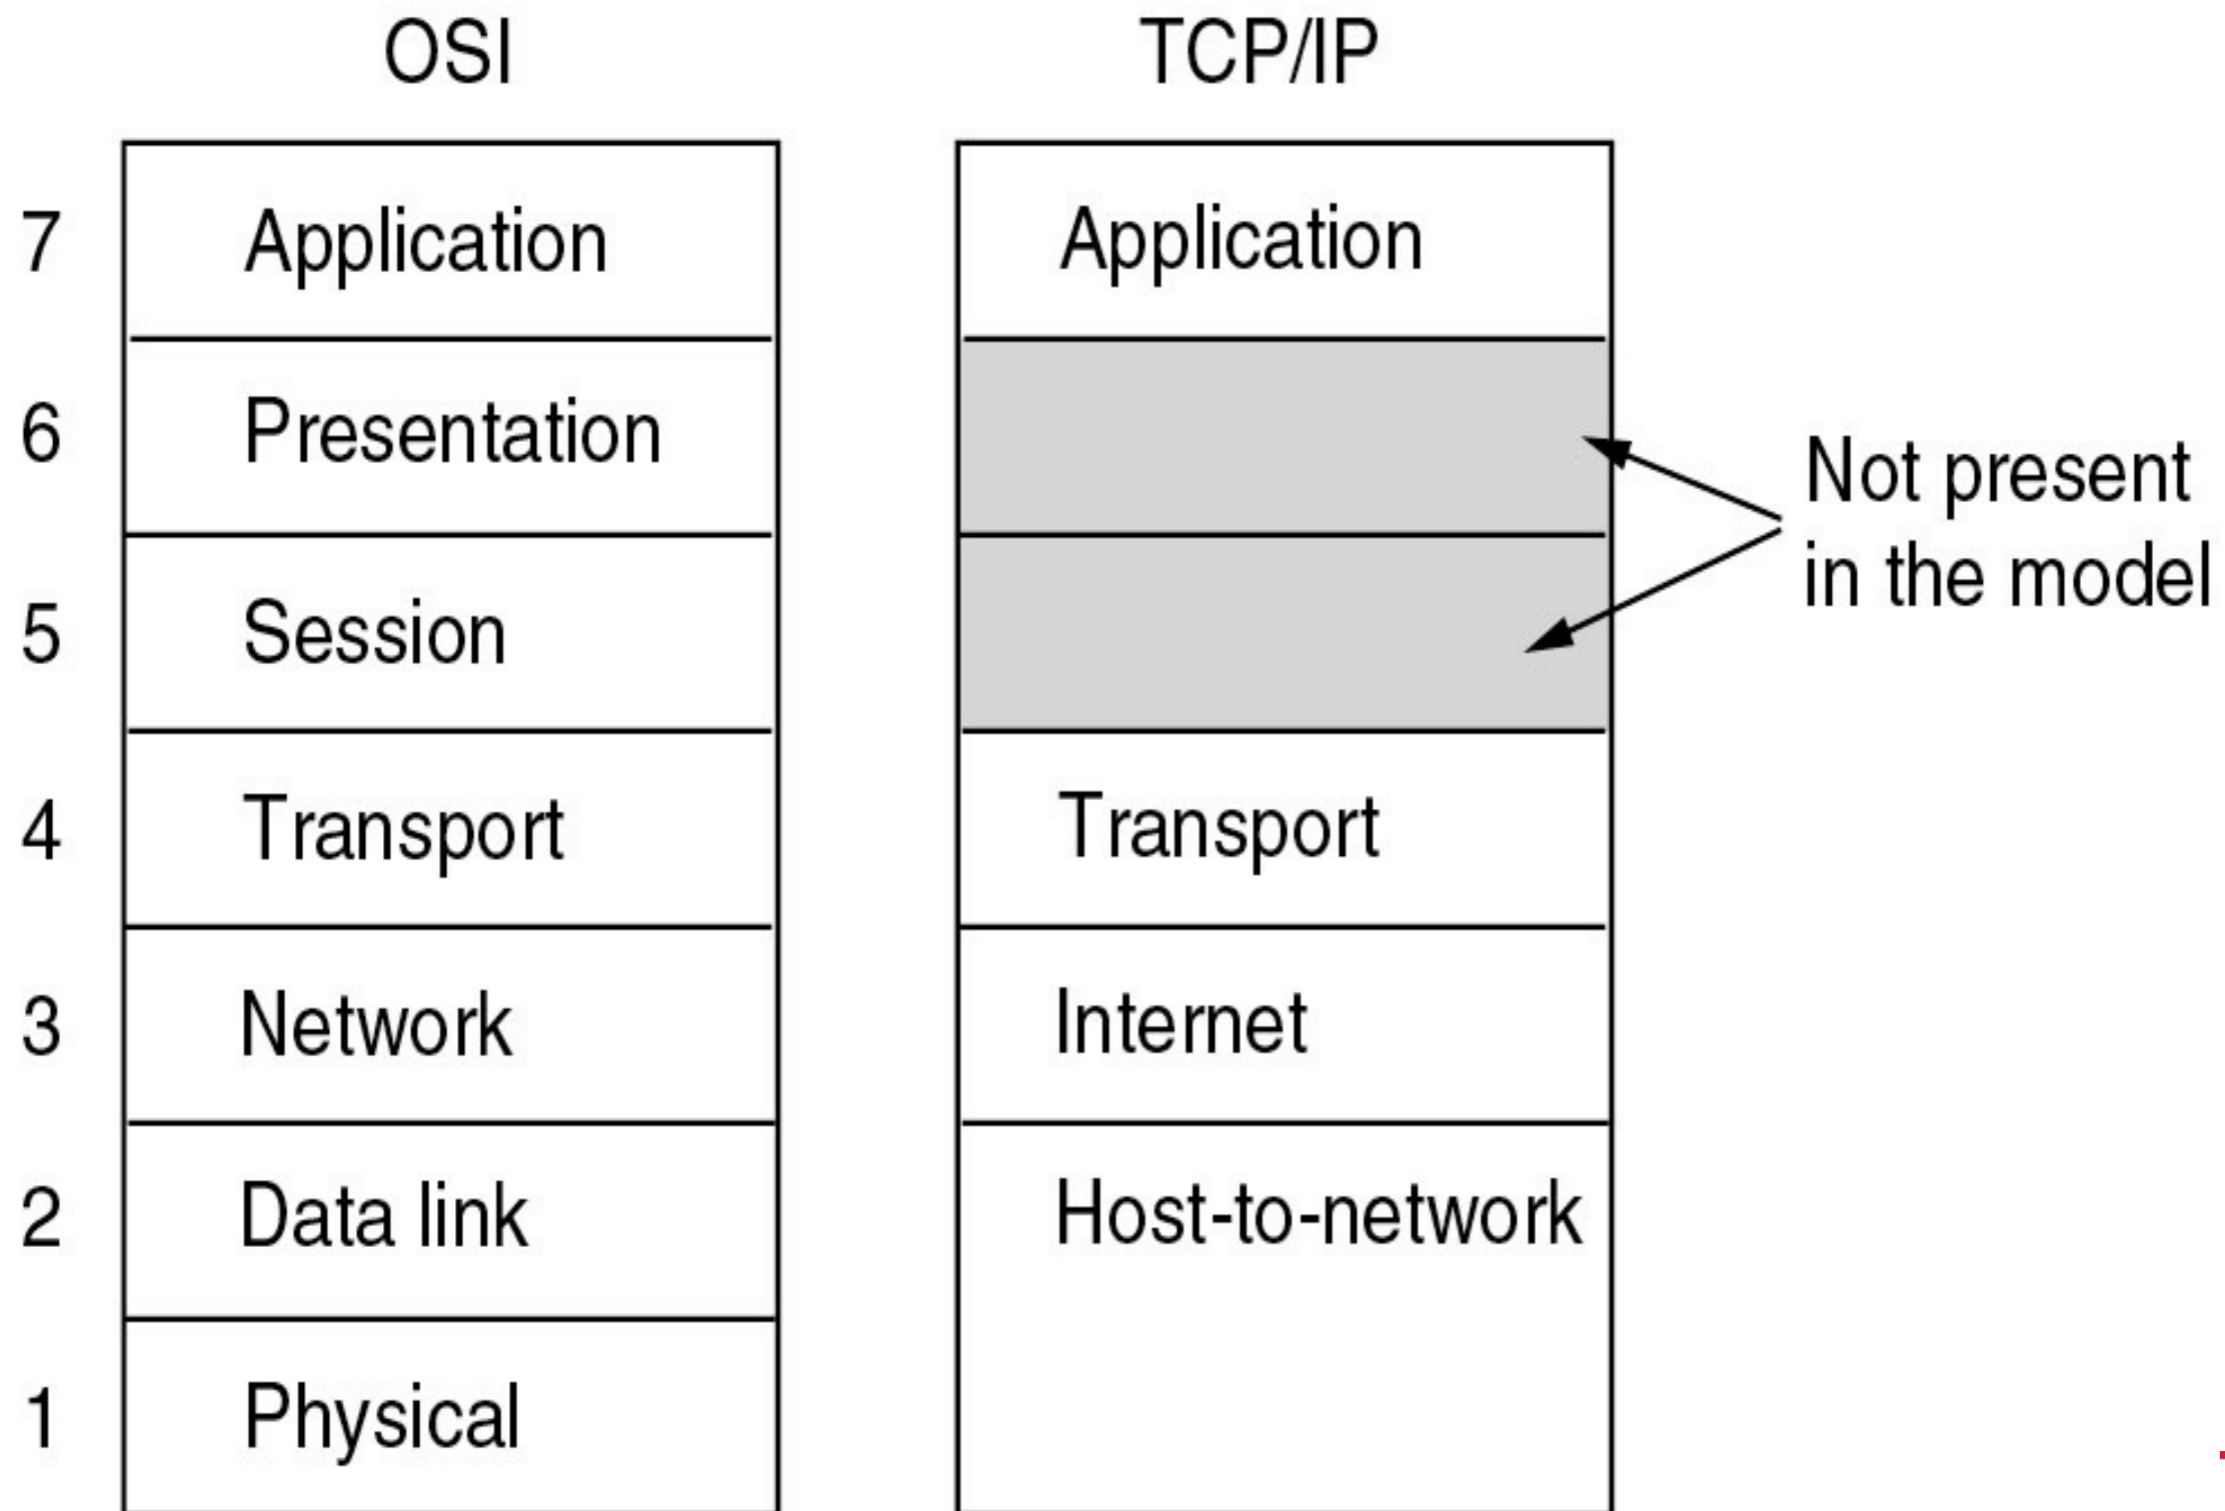 OSI TCP/IP
7 Application Application
6 Presentation
Not present
in the model
5 Session
4 Transport Transport
3 Network Internet
2 Data link Host-to-network
1 Physical